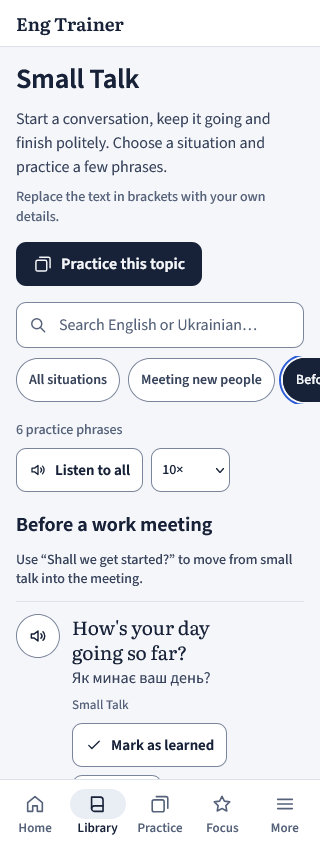 Eng Trainer
Small Talk
Start a conversation, keep it going and
finish politely. Choose a situation and
practice a few phrases.
Replace the text in brackets with your own
details.
Practice this topic
Search English or Ukrainian…
All situations
Meeting new people
6 practice phrases
Listen to all
10×
Before a work meeting
Use “Shall we get started?” to move from small
talk into the meeting.
How's your day
going so far?
Як минає ваш день?
Small Talk
Mark as learned
Home
Library
Practice
Focus
More